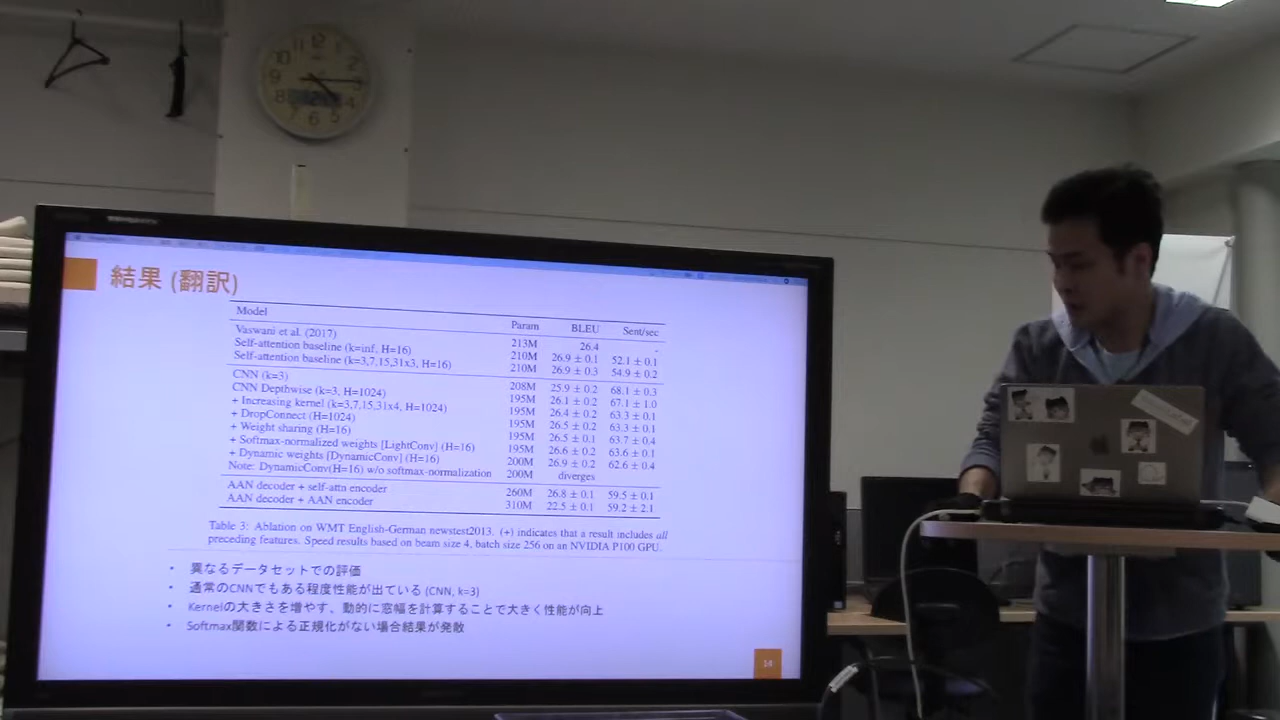 結果 (翻訳)
Model Param BLEU Sent/sec
Vaswani et al. (2017) 213M 26.4 -
Self-attention baseline (k=inf, H=16) 210M 26.9 ± 0.1 52.1 ± 0.1
Self-attention baseline (k=3,7,15,31x3, H=16) 210M 26.9 ± 0.3 54.9 ± 0.2
CNN (k=3) 208M 25.9 ± 0.2 68.1 ± 0.3
CNN Depthwise (k=3, H=1024) 195M 26.1 ± 0.2 67.1 ± 1.0
+ Increasing kernel (k=3,7,15,31x4, H=1024) 195M 26.4 ± 0.2 63.3 ± 0.1
+ DropConnect (H=1024) 195M 26.5 ± 0.2 63.3 ± 0.1
+ Weight sharing (H=16) 195M 26.5 ± 0.1 63.7 ± 0.4
+ Softmax-normalized weights [LightConv] (H=16) 195M 26.6 ± 0.2 63.6 ± 0.1
+ Dynamic weights [DynamicConv] (H=16) 200M 26.9 ± 0.2 62.6 ± 0.4
Note: DynamicConv(H=16) w/o softmax-normalization 200M diverges
AAN decoder + self-attn encoder 260M 26.8 ± 0.1 59.5 ± 0.1
AAN decoder + AAN encoder 310M 22.5 ± 0.1 59.2 ± 2.1
Table 3: Ablation on WMT English-German newstest2013. (+) indicates that a result includes all
preceding features. Speed results based on beam size 4, batch size 256 on an NVIDIA P100 GPU.
• 異なるデータセットでの評価
• 通常のCNNでもある程度性能が出ている (CNN, k=3)
• Kernelの大きさを増やす、動的に窓幅を計算することで大きく性能が向上
• Softmax関数による正規化がない場合結果が発散
14